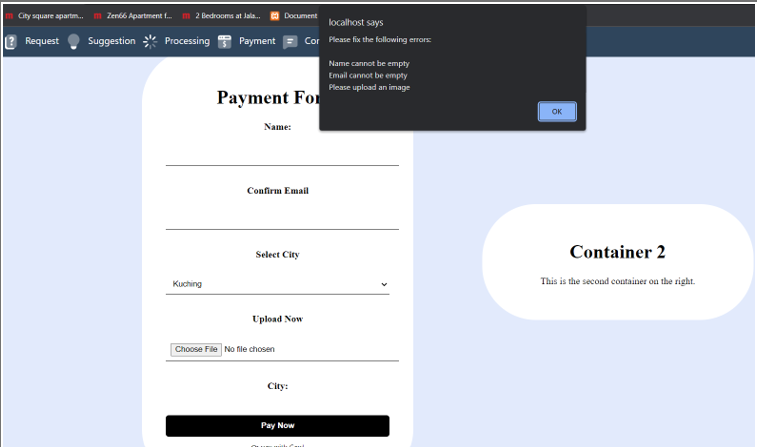 City square apartm...
Zen66 Apartment f...
2 Bedrooms at Jala...
Document
Request
Suggestion
Processing
Payment
Cor
localhost says
Please fix the following errors:
Name cannot be empty
Email cannot be empty
Please upload an image
OK
Payment For
Name:
Confirm Email
Select City
Kuching
Upload Now
Choose File No file chosen
City:
Pay Now
Container 2
This is the second container on the right.